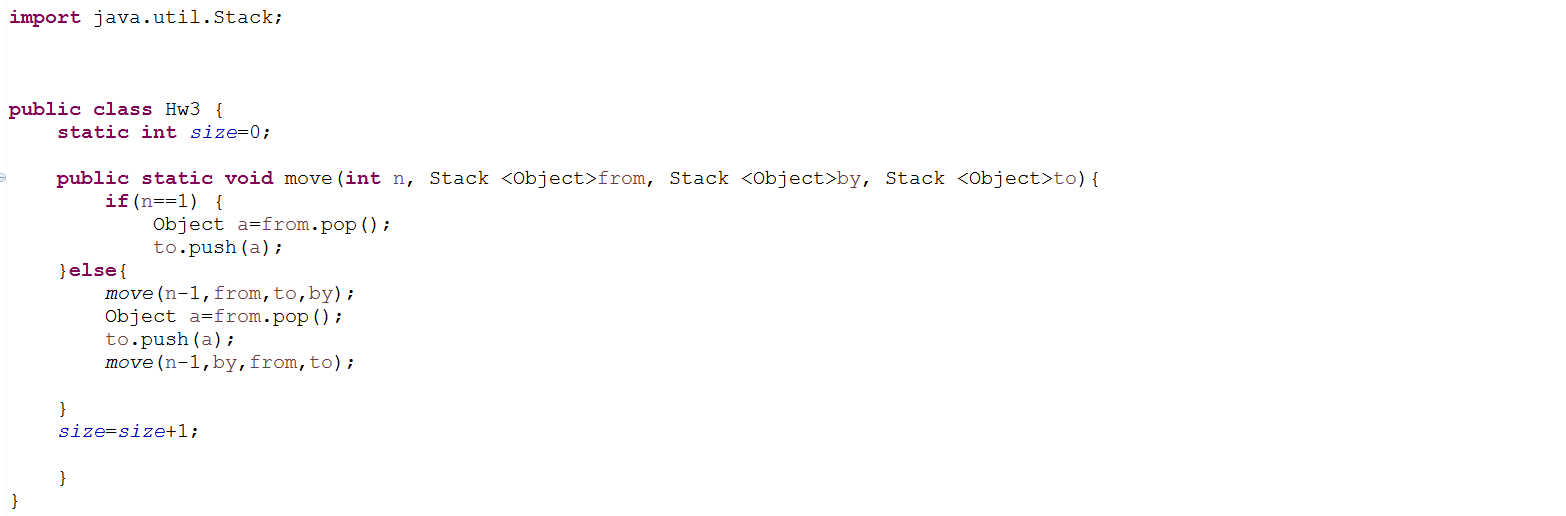 import java.util.Stack;
public class Hw3 {
    static int size=0;
    public static void move(int n, Stack <Object>from, Stack <Object>by, Stack <Object>to){
        if(n==1) {
            Object a=from.pop();
            to.push(a);
    }else{
        move(n-1,from,to,by);
        Object a=from.pop();
        to.push(a);
        move(n-1,by,from,to);
    }
    size=size+1;
    }
}